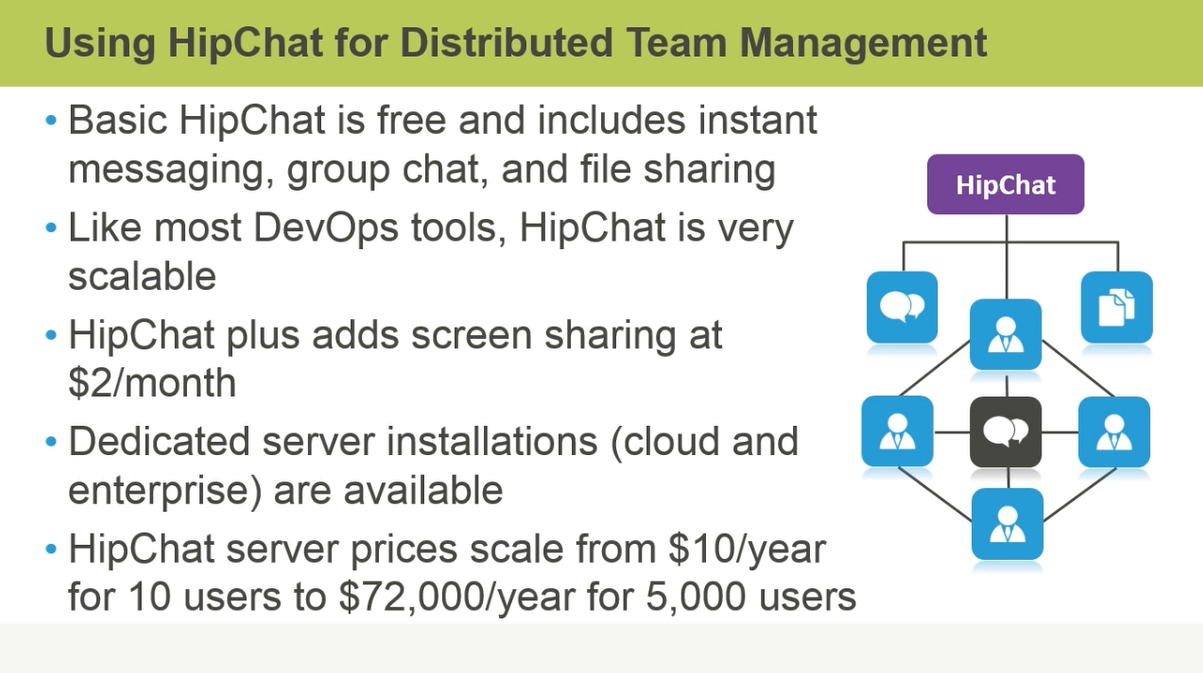 Using HipChat for Distributed Team Management
• Basic HipChat is free and includes instant
messaging, group chat, and file sharing
• Like most DevOps tools, HipChat is very
scalable
• HipChat plus adds screen sharing at
$2/month
• Dedicated server installations (cloud and
enterprise) are available
• HipChat server prices scale from $10/year
for 10 users to $72,000/year for 5,000 users
HipChat